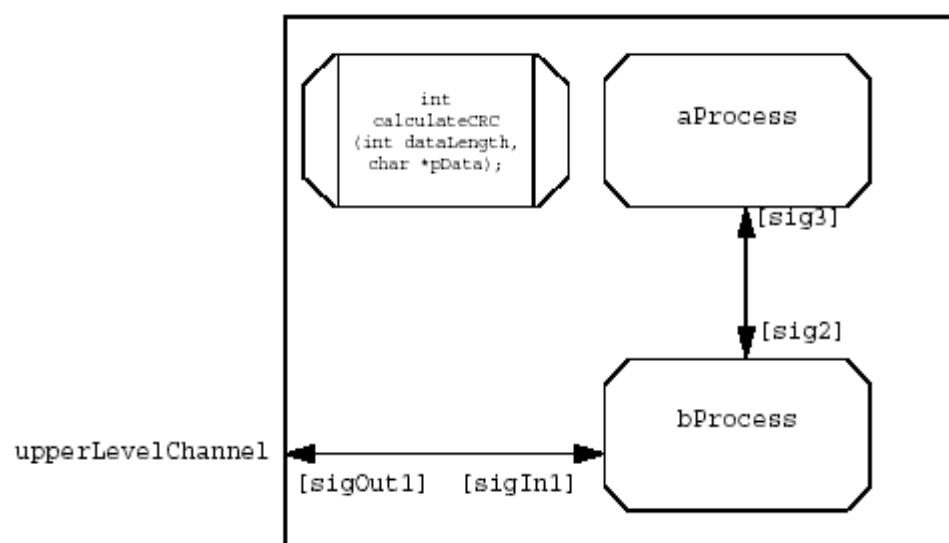 int
calculateCRC
(int dataLength,
char *pData);
aProcess
[sig3]
[sig2]
bProcess
upperLevelChannel
[sigOut1] [sigIn1]